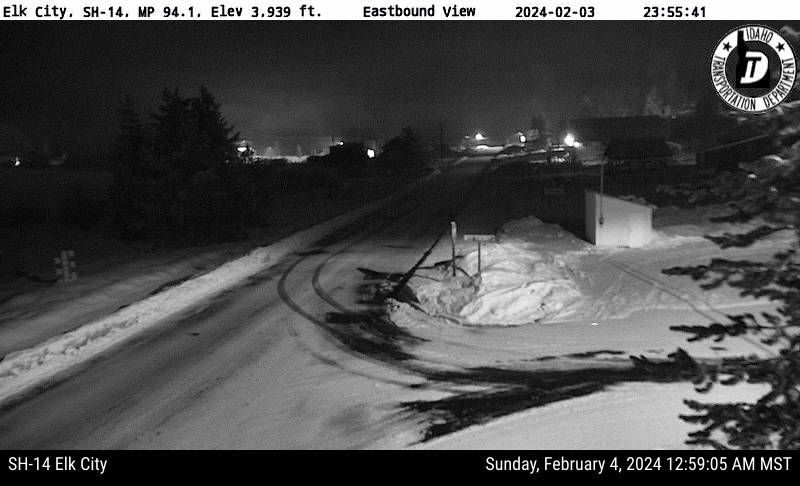 Elk City, SH-14, MP 94.1, Elev 3,939 ft. Eastbound View 2024-02-03 23:55:41
IDAHO
TRANSPORTATION DEPARTMENT
SH-14 Elk City Sunday, February 4, 2024 12:59:05 AM MST